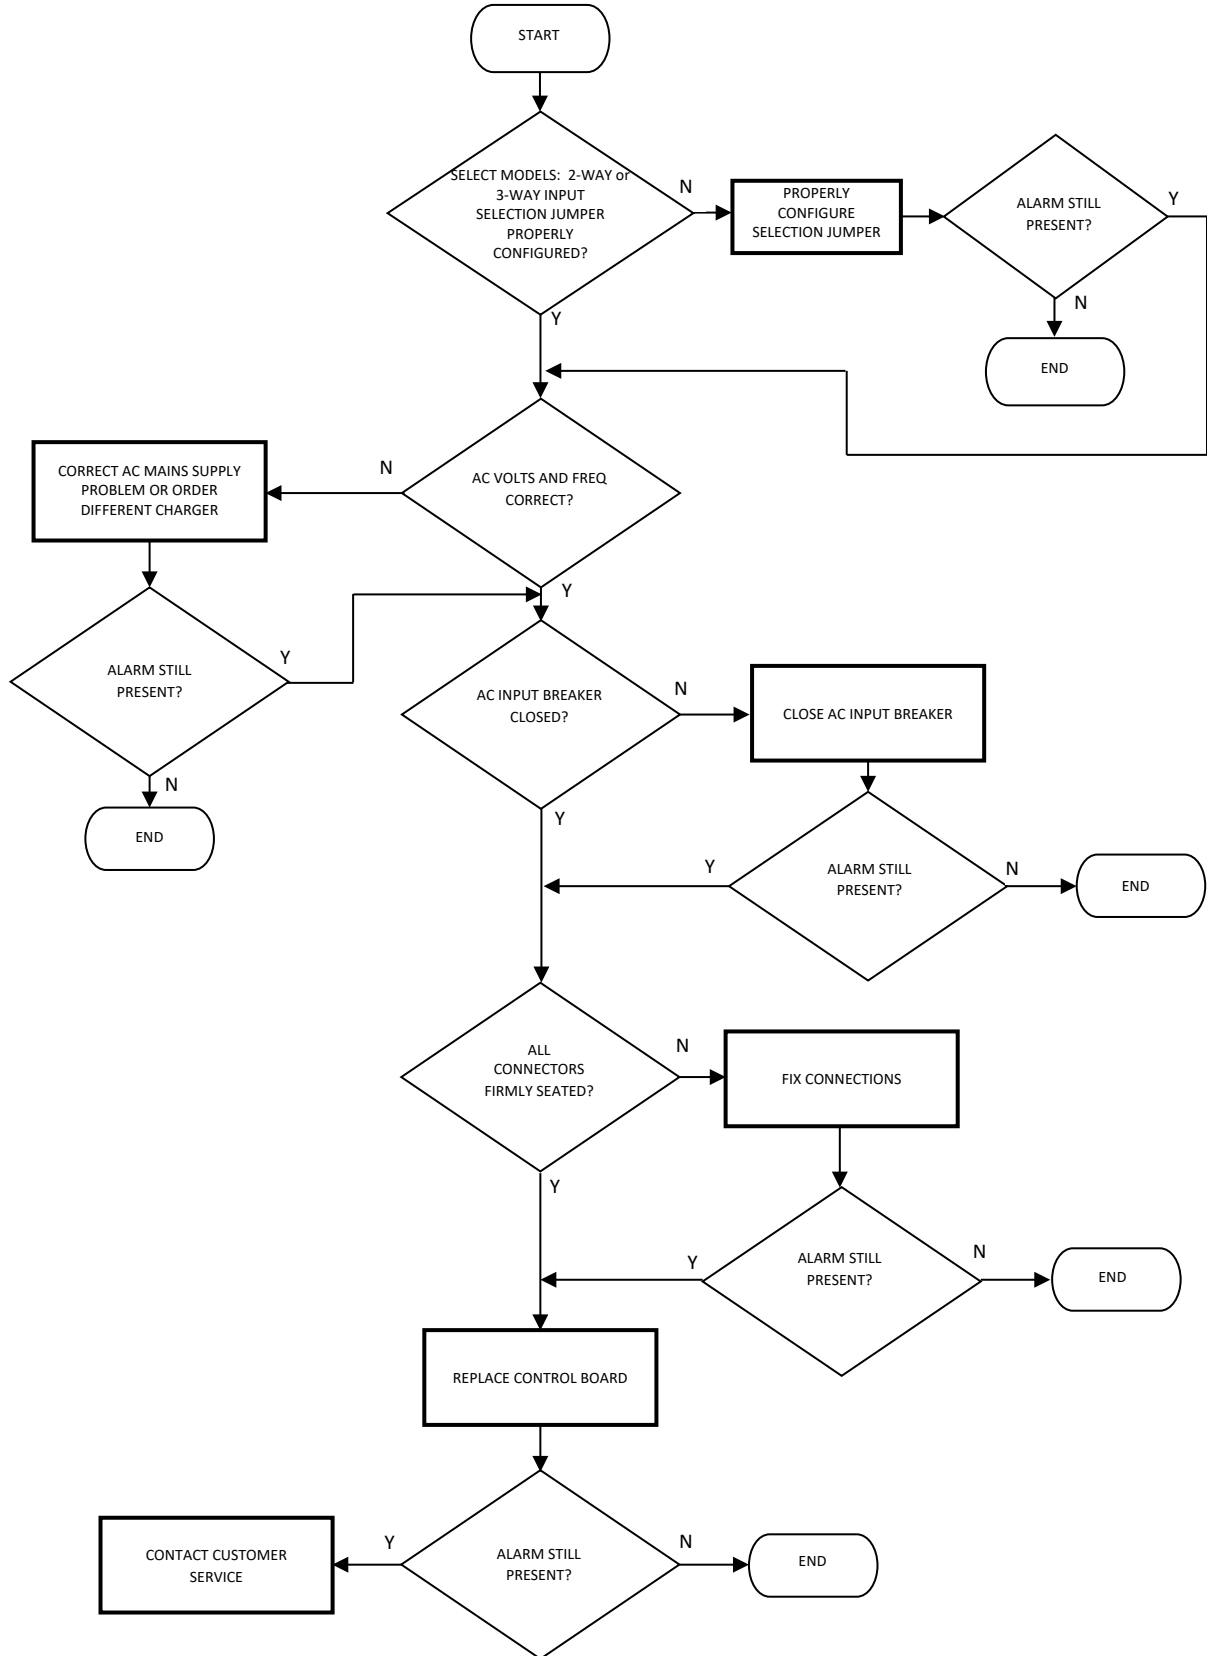 START
SELECT MODELS: 2-WAY or
3-WAY INPUT
SELECTION JUMPER
PROPERLY
CONFIGURED?
N
PROPERLY
CONFIGURE
SELECTION JUMPER
ALARM STILL
PRESENT?
Y
N
END
Y
AC VOLTS AND FREQ
CORRECT?
N
CORRECT AC MAINS SUPPLY
PROBLEM OR ORDER
DIFFERENT CHARGER
Y
ALARM STILL
PRESENT?
Y
N
END
AC INPUT BREAKER
CLOSED?
N
CLOSE AC INPUT BREAKER
Y
ALARM STILL
PRESENT?
Y
N
END
ALL
CONNECTORS
FIRMLY SEATED?
N
FIX CONNECTIONS
Y
ALARM STILL
PRESENT?
Y
N
END
REPLACE CONTROL BOARD
ALARM STILL
PRESENT?
Y
CONTACT CUSTOMER
SERVICE
N
END